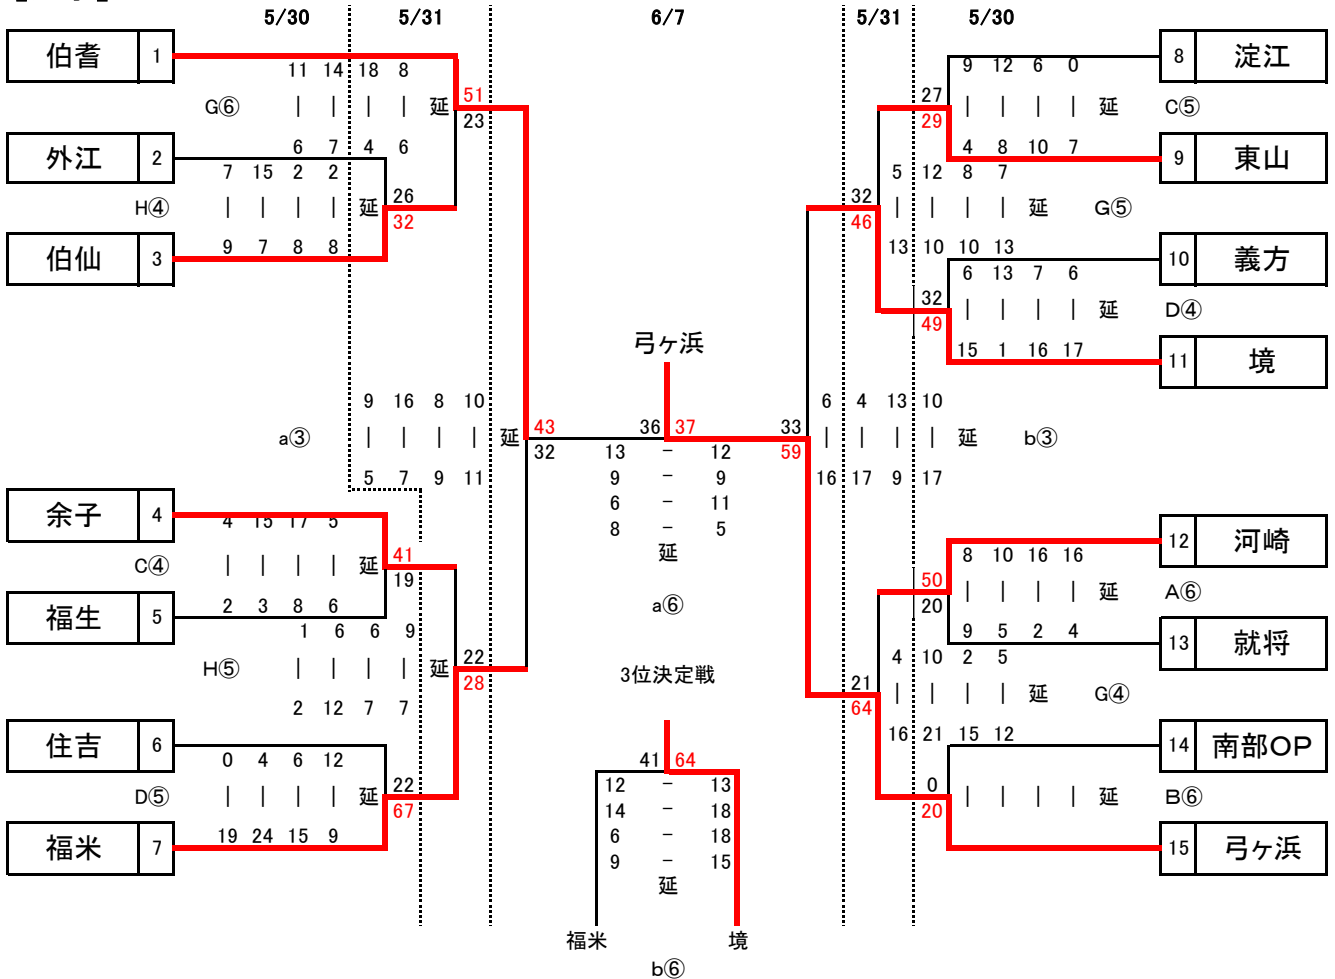 5/30 5/31 6/7 5/31 5/30
伯耆 1
11 14 18 8
G⑥ | | | | 延
51
23
外江 2
6 7 4 6
7 15 2 2
H④ | | | | 延
26
32
伯仙 3
9 7 8 8
9 16 8 10
a③ | | | | 延
5 7 9 11
43
32
余子 4
4 15 17 5
C④ | | | | 延
41
19
福生 5
2 3 8 6
1 6 6 9
H⑤ | | | | 延
22
28
2 12 7 7
住吉 6
0 4 6 12
D⑤ | | | | 延
22
67
福米 7
19 24 15 9
弓ヶ浜
36 37
13 - 12
9 - 9
6 - 11
8 - 5
延
a⑥
3位決定戦
41 64
12 - 13
14 - 18
6 - 18
9 - 15
延
福米 境
b⑥
8 淀江
9 12 6 0
27
29
| | | | 延 C⑤
4 8 10 7
9 東山
5 12 8 7
32
46
| | | | 延 G⑤
13 10 10 13
10 義方
6 13 7 6
32
49
| | | | 延 D④
15 1 16 17
11 境
6 4 13 10
33
59
| | | | 延 b③
16 17 9 17
12 河崎
8 10 16 16
50
20
| | | | 延 A⑥
9 5 2 4
13 就将
4 10 2 5
21
64
| | | | 延 G④
16 21 15 12
14 南部OP
0
20
| | | | 延 B⑥
15 弓ヶ浜